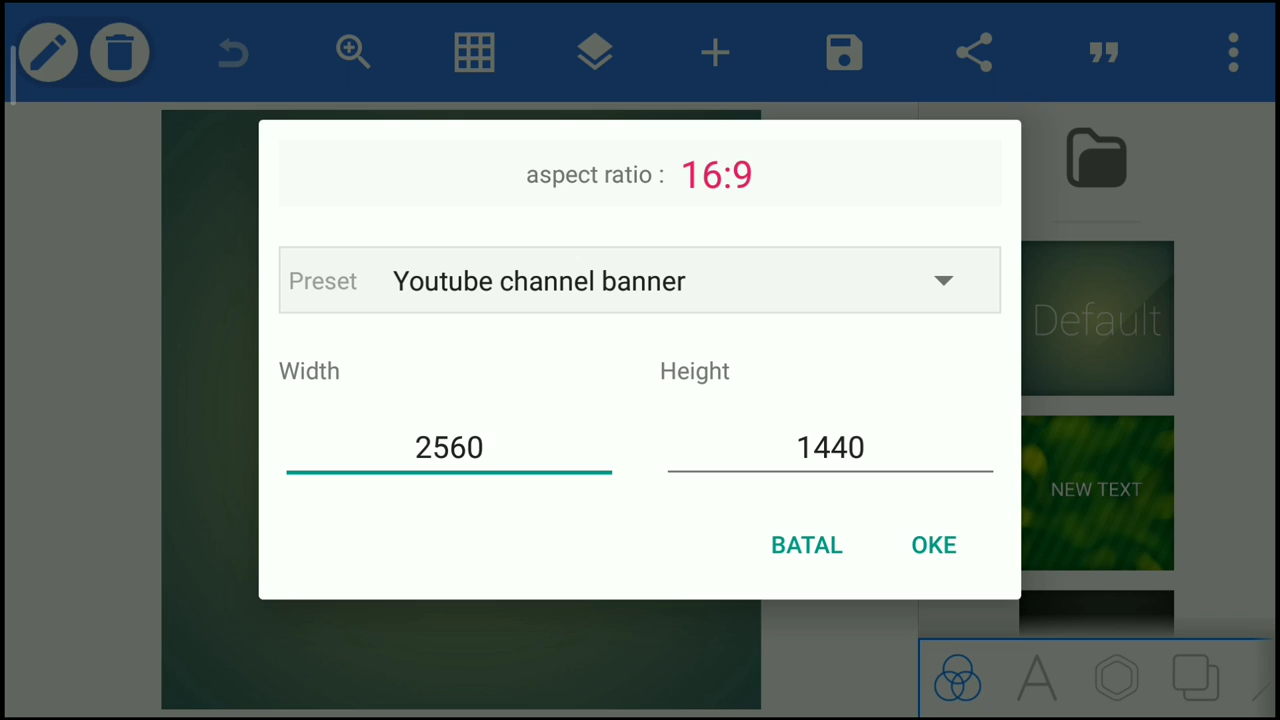 aspect ratio : 16:9
Preset Youtube channel banner
Width Height
2560 1440
BATAL OKE
Default
NEW TEXT